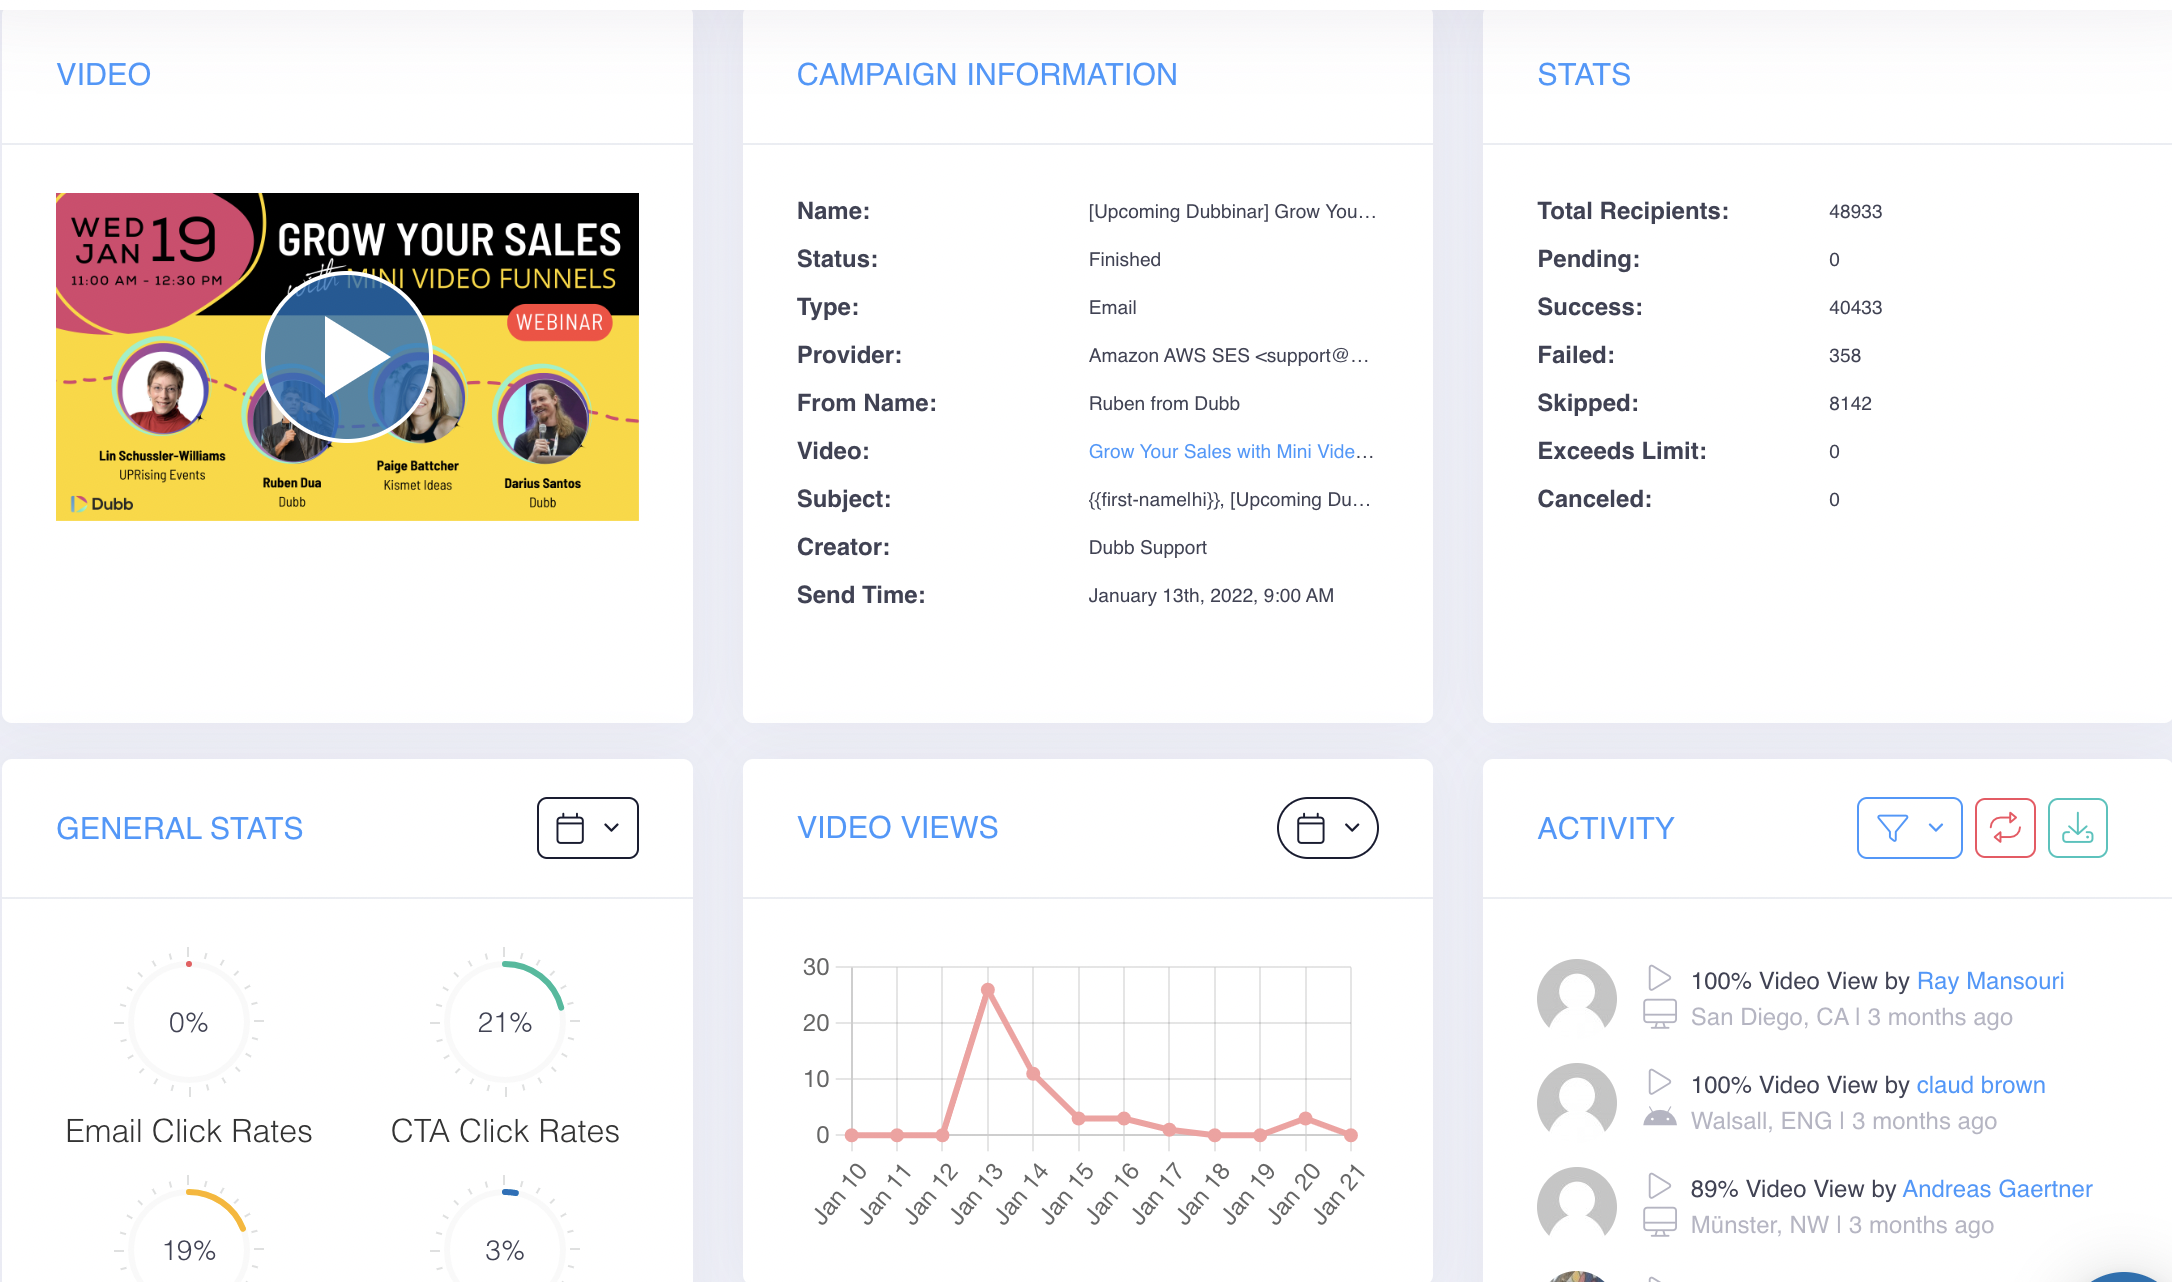 VIDEO
WED
JAN
19
11:00 AM - 12:30 PM
GROW YOUR SALES
with MINI VIDEO FUNNELS
WEBINAR
Lin Schussler-Williams
UPRising Events
Ruben Dua
Dubb
Paige Battcher
Kismet Ideas
Darius Santos
Dubb
Dubb
CAMPAIGN INFORMATION
Name: [Upcoming Dubbinar] Grow You...
Status: Finished
Type: Email
Provider: Amazon AWS SES <support@...
From Name: Ruben from Dubb
Video: Grow Your Sales with Mini Vide...
Subject: {{first-name|hi}}, [Upcoming Du...
Creator: Dubb Support
Send Time: January 13th, 2022, 9:00 AM
STATS
Total Recipients: 48933
Pending: 0
Success: 40433
Failed: 358
Skipped: 8142
Exceeds Limit: 0
Canceled: 0
GENERAL STATS
0%
Email Click Rates
21%
CTA Click Rates
19%
3%
VIDEO VIEWS
30
20
10
0
Jan 10
Jan 11
Jan 12
Jan 13
Jan 14
Jan 15
Jan 16
Jan 17
Jan 18
Jan 19
Jan 20
Jan 21
ACTIVITY
100% Video View by Ray Mansouri
San Diego, CA | 3 months ago
100% Video View by claud brown
Walsall, ENG | 3 months ago
89% Video View by Andreas Gaertner
Münster, NW | 3 months ago